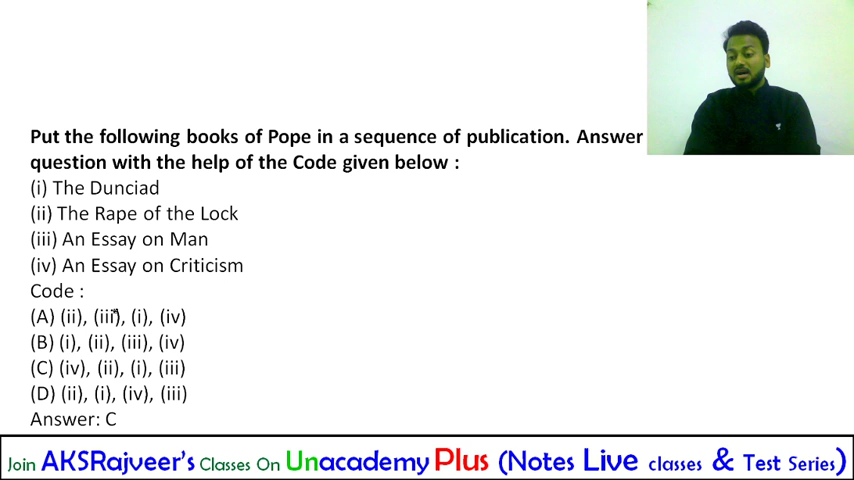 Put the following books of Pope in a sequence of publication. Answer
question with the help of the Code given below :
(i) The Dunciad
(ii) The Rape of the Lock
(iii) An Essay on Man
(iv) An Essay on Criticism
Code :
(A) (ii), (iii), (i), (iv)
(B) (i), (ii), (iii), (iv)
(C) (iv), (ii), (i), (iii)
(D) (ii), (i), (iv), (iii)
Answer: C
Join AKSRajveer's Classes On Unacademy Plus (Notes Live classes & Test Series)